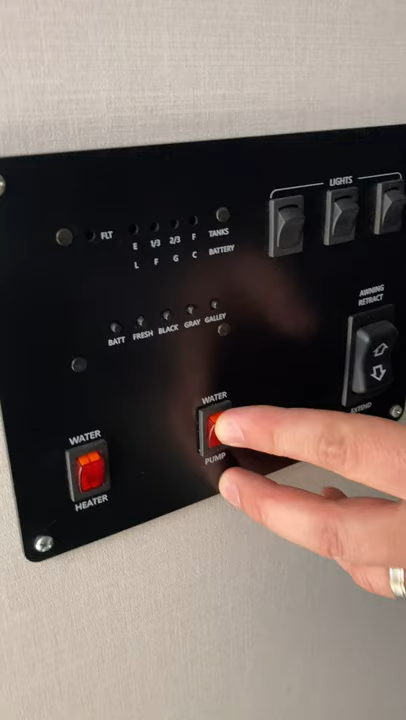 LIGHTS
FLT
E 1/3 2/3 F TANKS
L F G C BATTERY
AWNING
RETRACT
BATT FRESH BLACK GRAY GALLEY
EXTEND
WATER
PUMP
WATER
HEATER